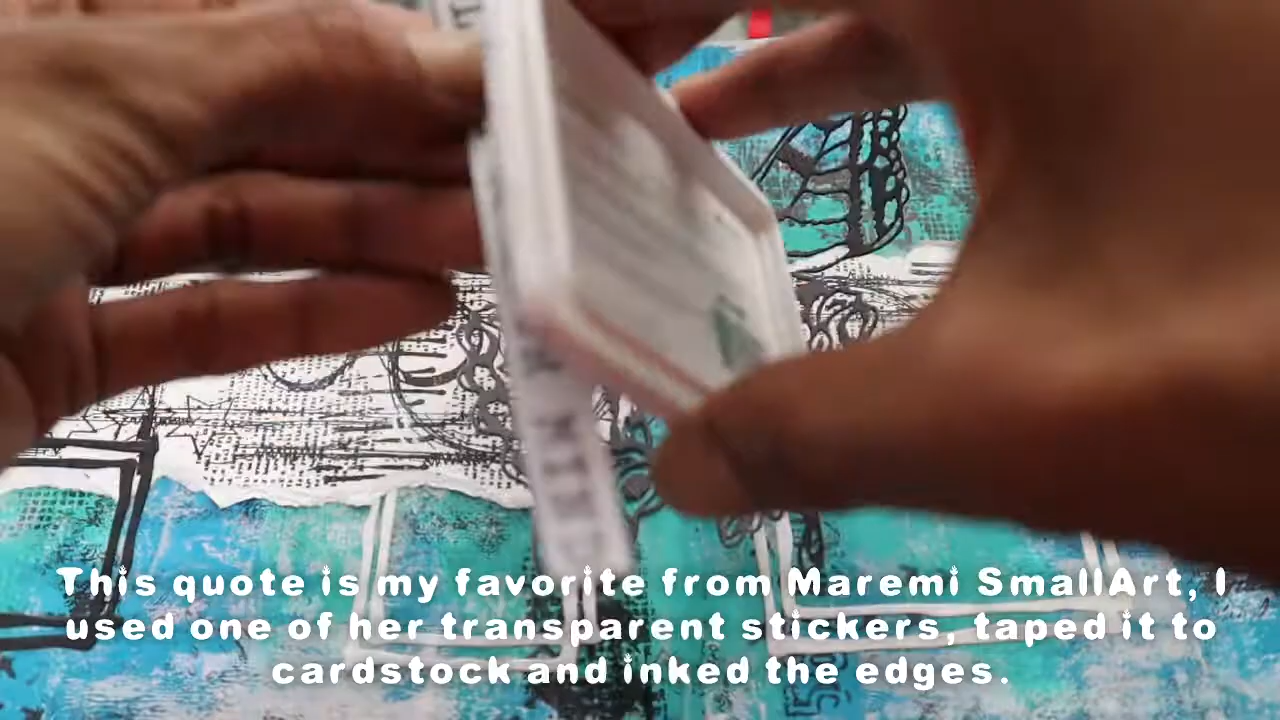 This quote is my favorite from Maremi SmallArt, I
used one of her transparent stickers, taped it to
cardstock and inked the edges.